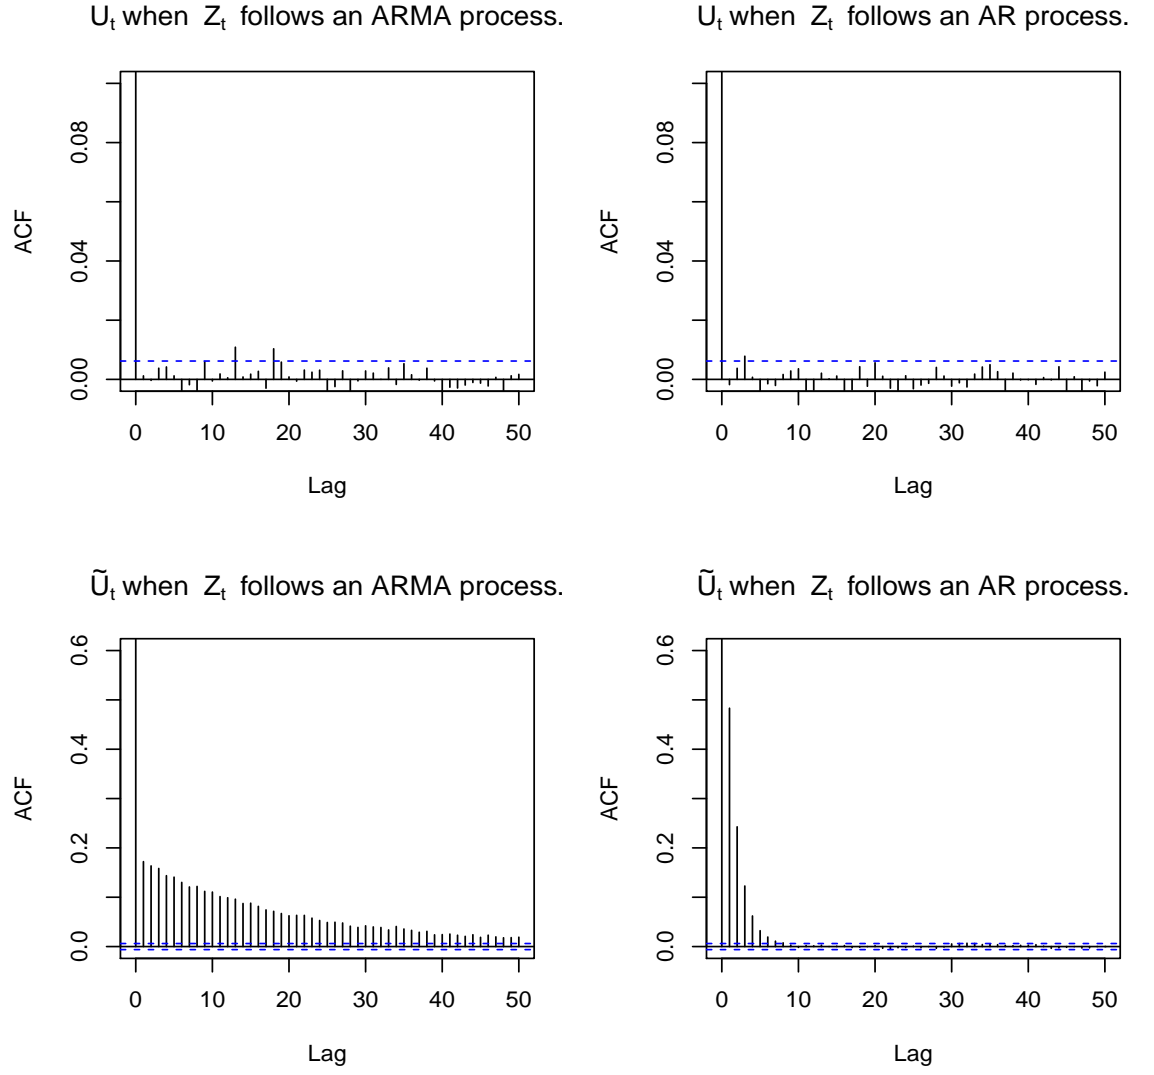 U_t when Z_t follows an ARMA process.
ACF
0.00 0.04 0.08
0 10 20 30 40 50
Lag
U_t when Z_t follows an AR process.
ACF
0.00 0.04 0.08
0 10 20 30 40 50
Lag
Ũ_t when Z_t follows an ARMA process.
ACF
0.0 0.2 0.4 0.6
0 10 20 30 40 50
Lag
Ũ_t when Z_t follows an AR process.
ACF
0.0 0.2 0.4 0.6
0 10 20 30 40 50
Lag